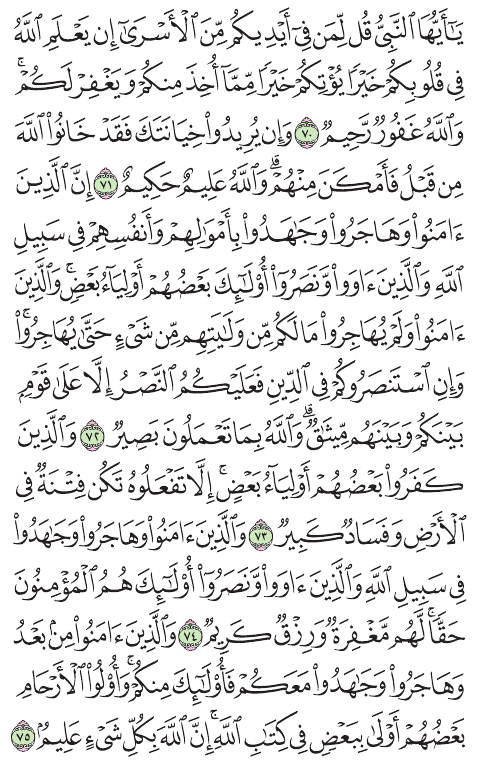 يَـٰٓأَيُّهَا ٱلنَّبِىُّ قُل لِّمَن فِىٓ أَيْدِيكُم مِّنَ ٱلْأَسْرَىٰٓ إِن يَعْلَمِ ٱللَّهُ
فِى قُلُوبِكُمْ خَيْرًا يُؤْتِكُمْ خَيْرًا مِّمَّآ أُخِذَ مِنكُمْ وَيَغْفِرْ لَكُمْ ۗ
وَٱللَّهُ غَفُورٌ رَّحِيمٌ ٧٠ وَإِن يُرِيدُوا۟ خِيَانَتَكَ فَقَدْ خَانُوا۟ ٱللَّهَ
مِن قَبْلُ فَأَمْكَنَ مِنْهُمْ ۗ وَٱللَّهُ عَلِيمٌ حَكِيمٌ ٧١ إِنَّ ٱلَّذِينَ
ءَامَنُوا۟ وَهَاجَرُوا۟ وَجَـٰهَدُوا۟ بِأَمْوَٰلِهِمْ وَأَنفُسِهِمْ فِى سَبِيلِ
ٱللَّهِ وَٱلَّذِينَ ءَاوَوا۟ وَّنَصَرُوٓا۟ أُو۟لَـٰٓئِكَ بَعْضُهُمْ أَوْلِيَآءُ بَعْضٍ ۚ وَٱلَّذِينَ
ءَامَنُوا۟ وَلَمْ يُهَاجِرُوا۟ مَا لَكُم مِّن وَلَـٰيَتِهِم مِّن شَىْءٍ حَتَّىٰ يُهَاجِرُوا۟ ۚ
وَإِنِ ٱسْتَنصَرُوكُمْ فِى ٱلدِّينِ فَعَلَيْكُمُ ٱلنَّصْرُ إِلَّا عَلَىٰ قَوْمٍۭ
بَيْنَكُمْ وَبَيْنَهُم مِّيثَـٰقٌ ۗ وَٱللَّهُ بِمَا تَعْمَلُونَ بَصِيرٌ ٧٢ وَٱلَّذِينَ
كَفَرُوا۟ بَعْضُهُمْ أَوْلِيَآءُ بَعْضٍ ۚ إِلَّا تَفْعَلُوهُ تَكُن فِتْنَةٌ فِى
ٱلْأَرْضِ وَفَسَادٌ كَبِيرٌ ٧٣ وَٱلَّذِينَ ءَامَنُوا۟ وَهَاجَرُوا۟ وَجَـٰهَدُوا۟
فِى سَبِيلِ ٱللَّهِ وَٱلَّذِينَ ءَاوَوا۟ وَّنَصَرُوٓا۟ أُو۟لَـٰٓئِكَ هُمُ ٱلْمُؤْمِنُونَ
حَقًّا ۚ لَّهُم مَّغْفِرَةٌ وَرِزْقٌ كَرِيمٌ ٧٤ وَٱلَّذِينَ ءَامَنُوا۟ مِنۢ بَعْدُ
وَهَاجَرُوا۟ وَجَـٰهَدُوا۟ مَعَكُمْ فَأُو۟لَـٰٓئِكَ مِنكُمْ ۚ وَأُو۟لُوا۟ ٱلْأَرْحَامِ
بَعْضُهُمْ أَوْلَىٰ بِبَعْضٍ فِى كِتَـٰبِ ٱللَّهِ ۗ إِنَّ ٱللَّهَ بِكُلِّ شَىْءٍ عَلِيمٌۢ ٧٥